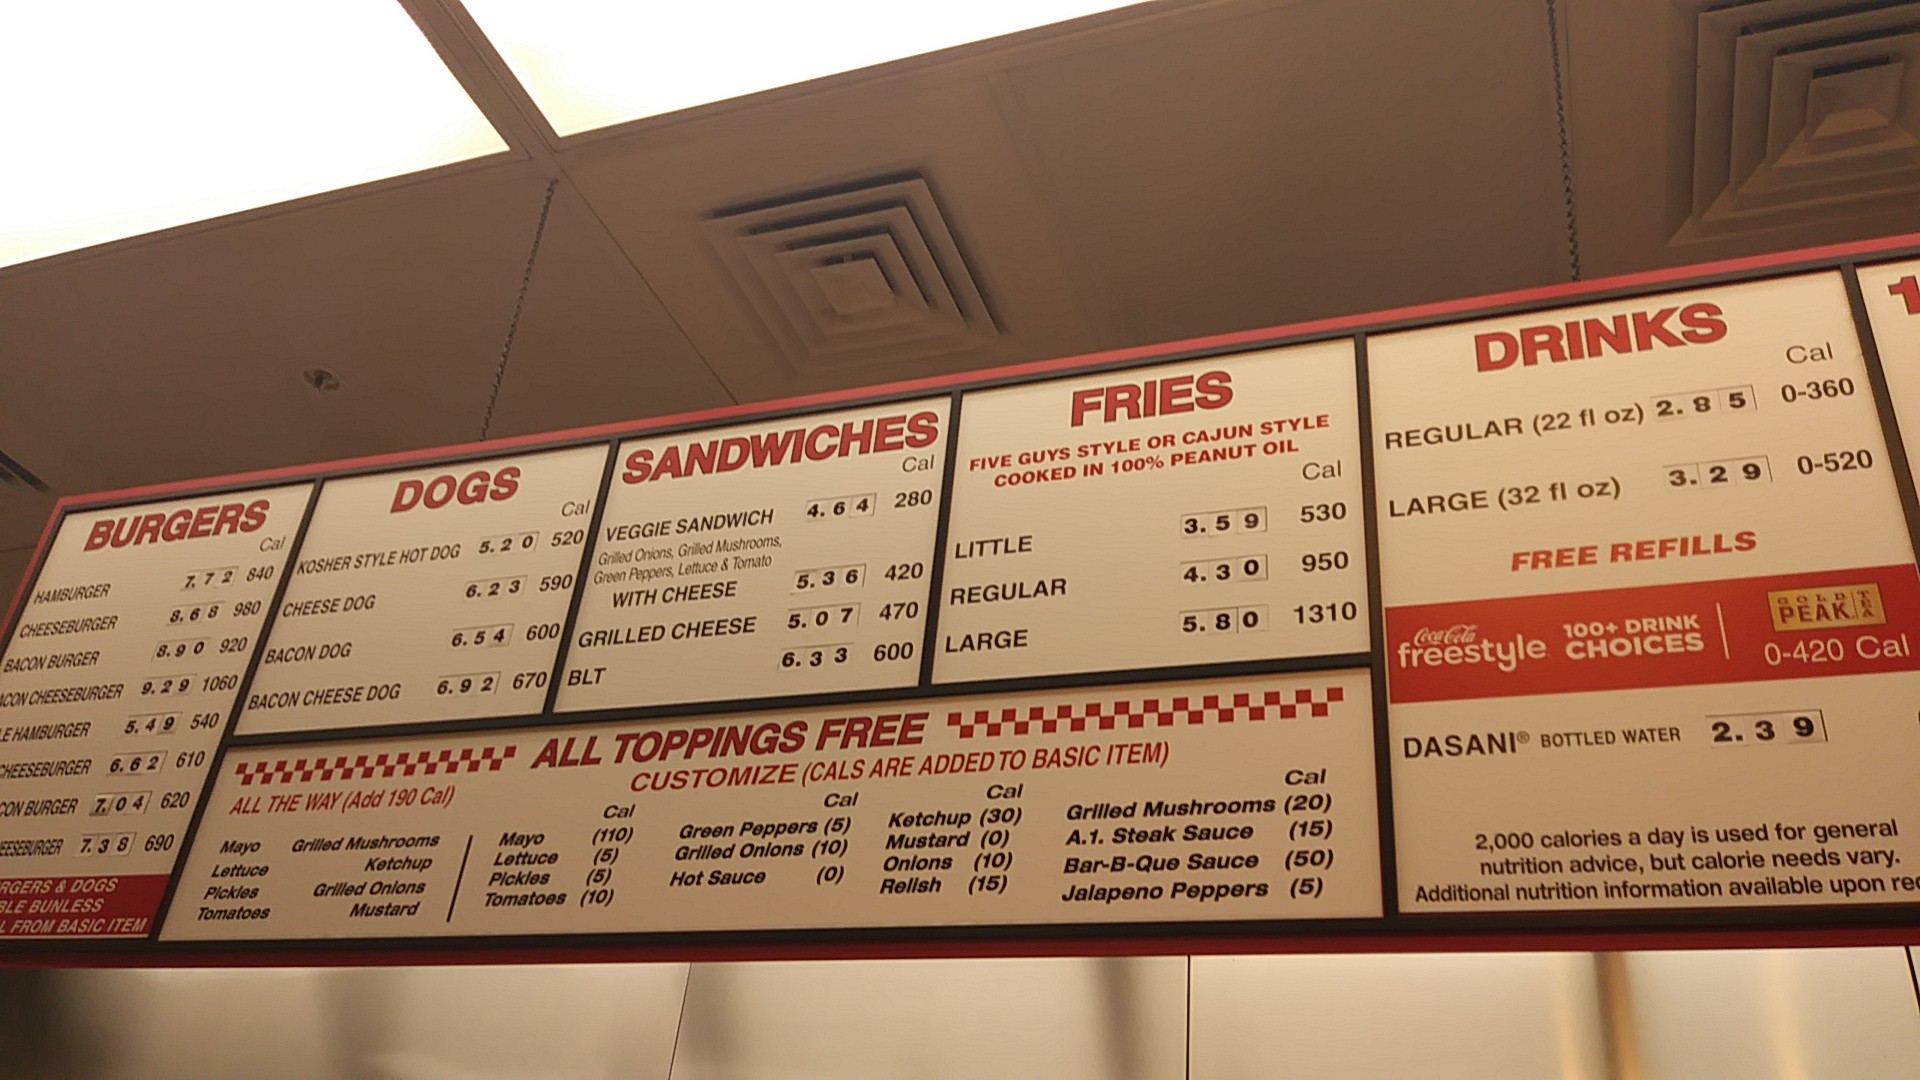 BURGERS
Cal
HAMBURGER 7.72 840
CHEESEBURGER 8.68 980
BACON BURGER 8.90 920
CON CHEESEBURGER 9.29 1060
LE HAMBURGER 5.49 540
CHEESEBURGER 6.62 610
CON BURGER 7.04 620
EESEBURGER 7.38 690
RGERS & DOGS
BLE BUNLESS
L FROM BASIC ITEM
DOGS
Cal
KOSHER STYLE HOT DOG 5.20 520
CHEESE DOG 6.23 590
BACON DOG 6.54 600
BACON CHEESE DOG 6.92 670
SANDWICHES
Cal
VEGGIE SANDWICH 4.64 280
Grilled Onions, Grilled Mushrooms,
Green Peppers, Lettuce & Tomato
WITH CHEESE 5.36 420
GRILLED CHEESE 5.07 470
BLT 6.33 600
FRIES
FIVE GUYS STYLE OR CAJUN STYLE
COOKED IN 100% PEANUT OIL
Cal
LITTLE 3.59 530
REGULAR 4.30 950
LARGE 5.80 1310
ALL TOPPINGS FREE
CUSTOMIZE (CALS ARE ADDED TO BASIC ITEM)
ALL THE WAY (Add 190 Cal)
Mayo Grilled Mushrooms
Lettuce Ketchup
Pickles Grilled Onions
Tomatoes Mustard
Cal
Mayo (110)
Lettuce (5)
Pickles (5)
Tomatoes (10)
Cal
Green Peppers (5)
Grilled Onions (10)
Hot Sauce (0)
Cal
Ketchup (30)
Mustard (0)
Onions (10)
Relish (15)
Cal
Grilled Mushrooms (20)
A.1. Steak Sauce (15)
Bar-B-Que Sauce (50)
Jalapeno Peppers (5)
DRINKS
Cal
REGULAR (22 fl oz) 2.85 0-360
LARGE (32 fl oz) 3.29 0-520
FREE REFILLS
Coca-Cola
freestyle
100+ DRINK
CHOICES
GOLD
PEAK TEA
0-420 Cal
DASANI® BOTTLED WATER 2.39
2,000 calories a day is used for general
nutrition advice, but calorie needs vary.
Additional nutrition information available upon req
1